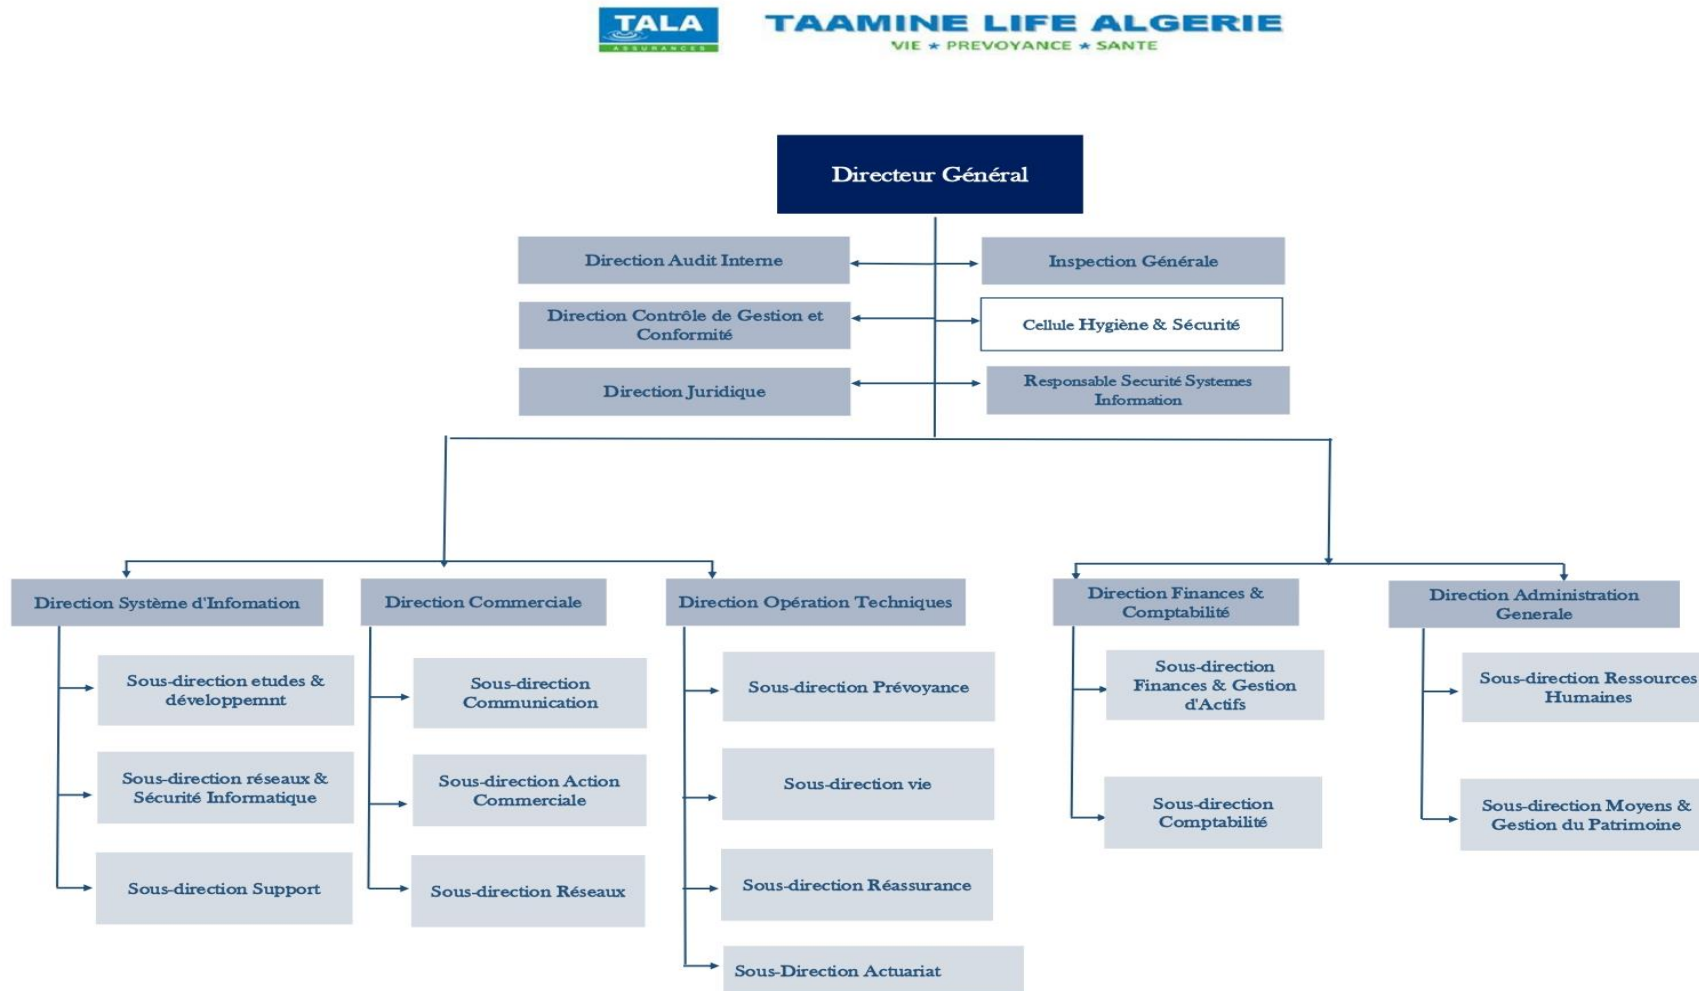 TALA
ASSURANCES
TAAMINE LIFE ALGERIE
VIE ★ PREVOYANCE ★ SANTE
Directeur Général
Direction Audit Interne
Inspection Générale
Direction Contrôle de Gestion et
Conformité
Cellule Hygiène & Sécurité
Direction Juridique
Responsable Securité Systemes
Information
Direction Système d'Infomation
Direction Commerciale
Direction Opération Techniques
Direction Finances &
Comptabilité
Direction Administration
Generale
Sous-direction etudes &
développemnt
Sous-direction réseaux &
Sécurité Informatique
Sous-direction Support
Sous-direction
Communication
Sous-direction Action
Commerciale
Sous-direction Réseaux
Sous-direction Prévoyance
Sous-direction vie
Sous-direction Réassurance
Sous-Direction Actuariat
Sous-direction
Finances & Gestion
d'Actifs
Sous-direction
Comptabilité
Sous-direction Ressources
Humaines
Sous-direction Moyens &
Gestion du Patrimoine